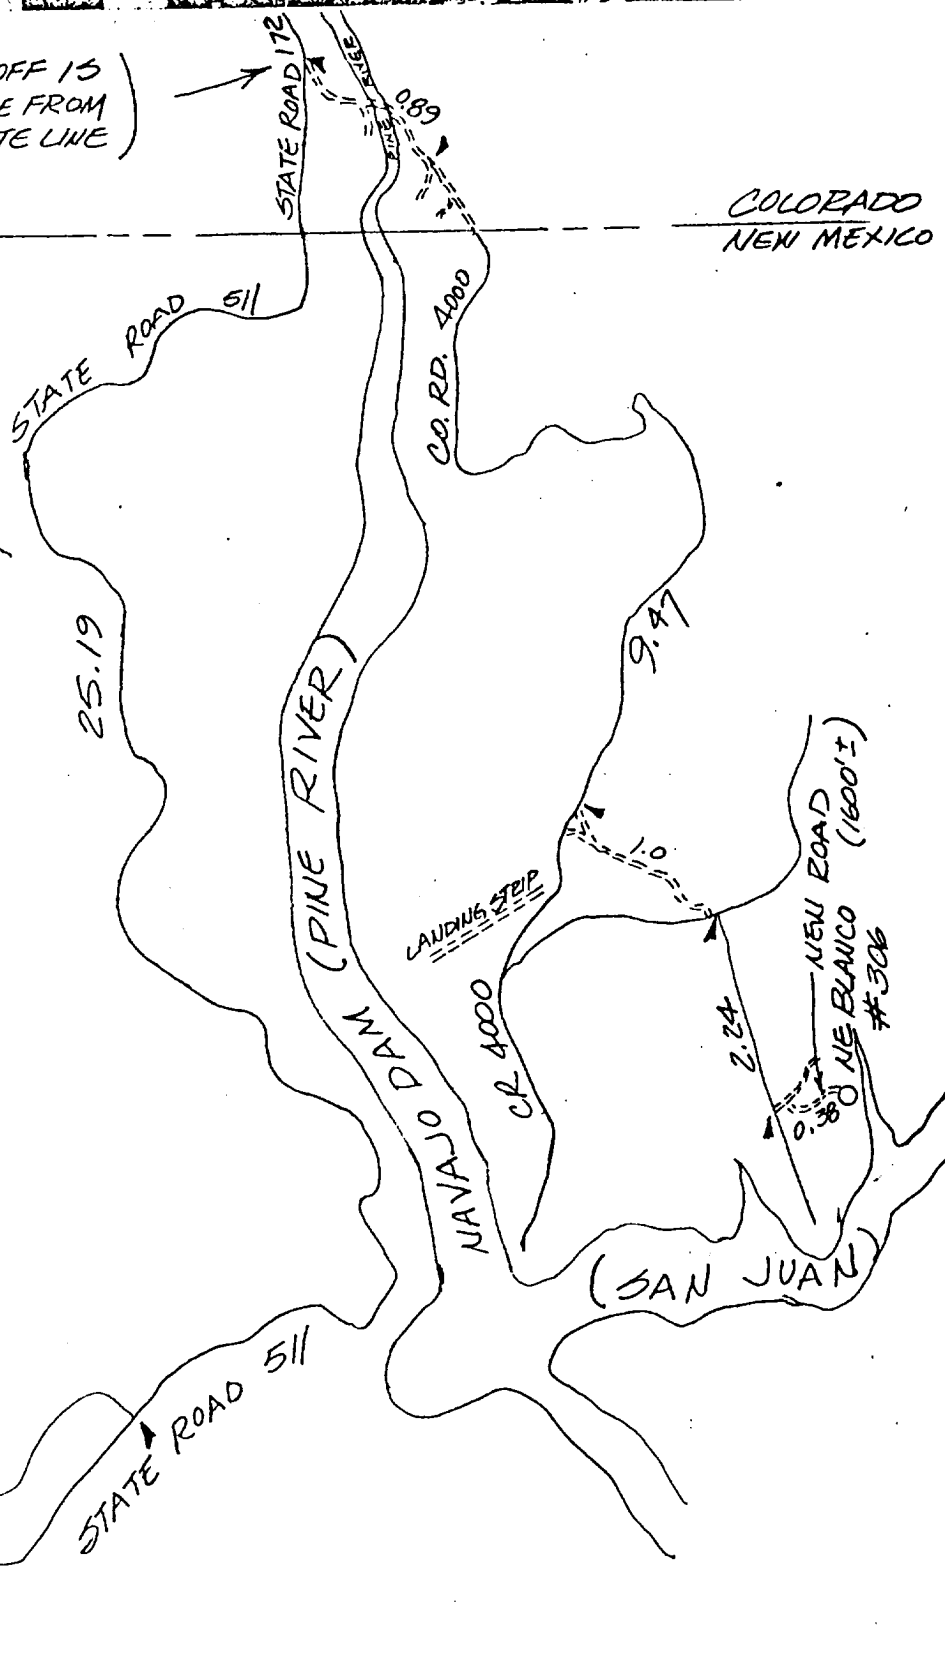 OFF IS
E FROM
TE LINE
STATE ROAD 172
RIVER
PINE
0.89
COLORADO
NEW MEXICO
STATE ROAD 511
CO. RD. 4000
25.19
9.47
(PINE RIVER)
1.0
LANDING STRIP
NEW ROAD
(1600'±)
NE BLANCO
#306
CR 4000
2.24
0.38
NAVAJO DAM
(SAN JUAN)
STATE ROAD 511